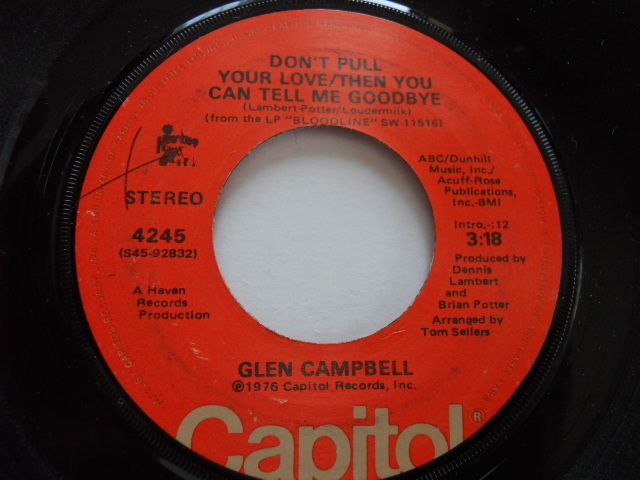 DON'T PULL
YOUR LOVE/THEN YOU
CAN TELL ME GOODBYE
(Lambert-Potter/Loudermilk)
(from the LP "BLOODLINE" SW-11516)
STEREO
4245
(S45-92832)
A Haven
Records
Production
ABC/Dunhill
Music, Inc./
Acuff-Rose
Publications,
Inc.-BMI
Intro.-:12
3:18
Produced by
Dennis
Lambert
and
Brian Potter
Arranged by
Tom Sellers
GLEN CAMPBELL
℗1976 Capitol Records, Inc.
Capitol®